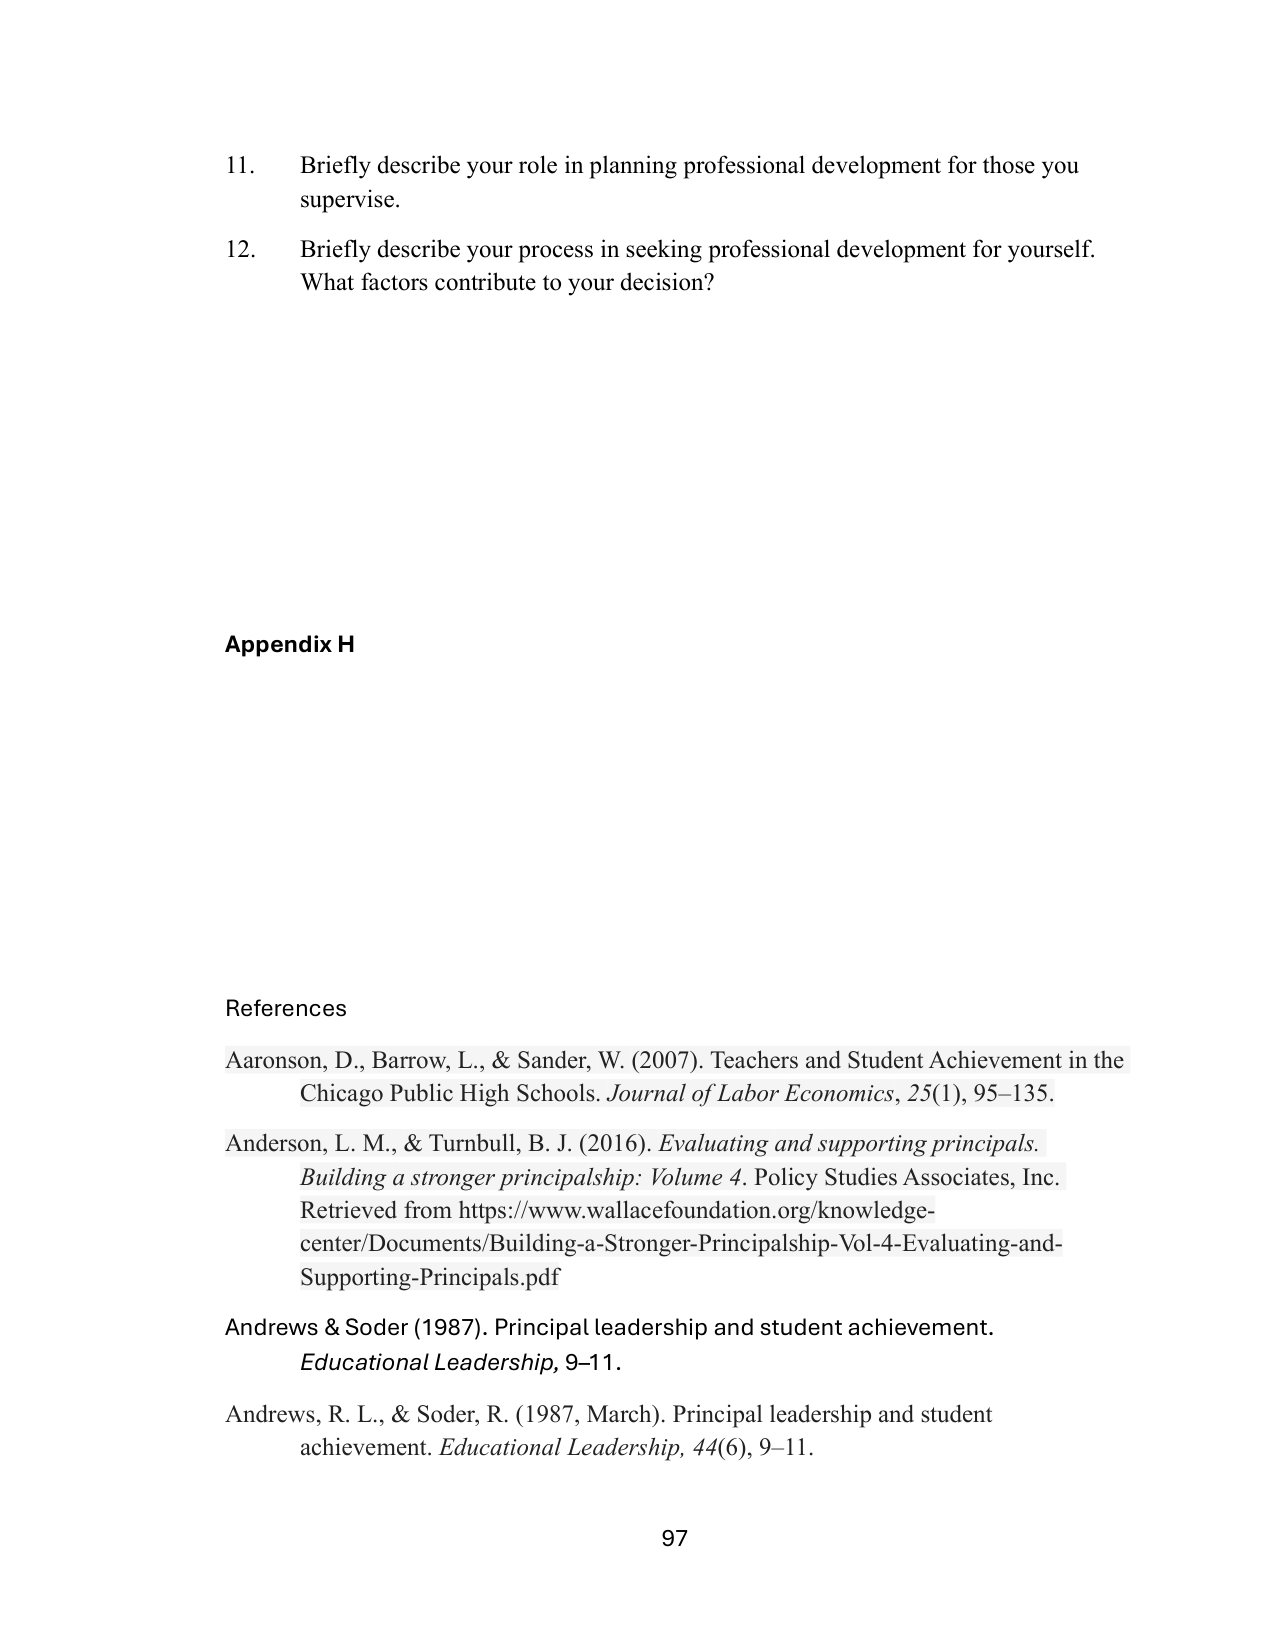 11. Briefly describe your role in planning professional development for those you
supervise.
12. Briefly describe your process in seeking professional development for yourself.
What factors contribute to your decision?
Appendix H
References
Aaronson, D., Barrow, L., & Sander, W. (2007). Teachers and Student Achievement in the
Chicago Public High Schools. Journal of Labor Economics, 25(1), 95–135.
Anderson, L. M., & Turnbull, B. J. (2016). Evaluating and supporting principals.
Building a stronger principalship: Volume 4. Policy Studies Associates, Inc.
Retrieved from https://www.wallacefoundation.org/knowledge-
center/Documents/Building-a-Stronger-Principalship-Vol-4-Evaluating-and-
Supporting-Principals.pdf
Andrews & Soder (1987). Principal leadership and student achievement.
Educational Leadership, 9–11.
Andrews, R. L., & Soder, R. (1987, March). Principal leadership and student
achievement. Educational Leadership, 44(6), 9–11.
97